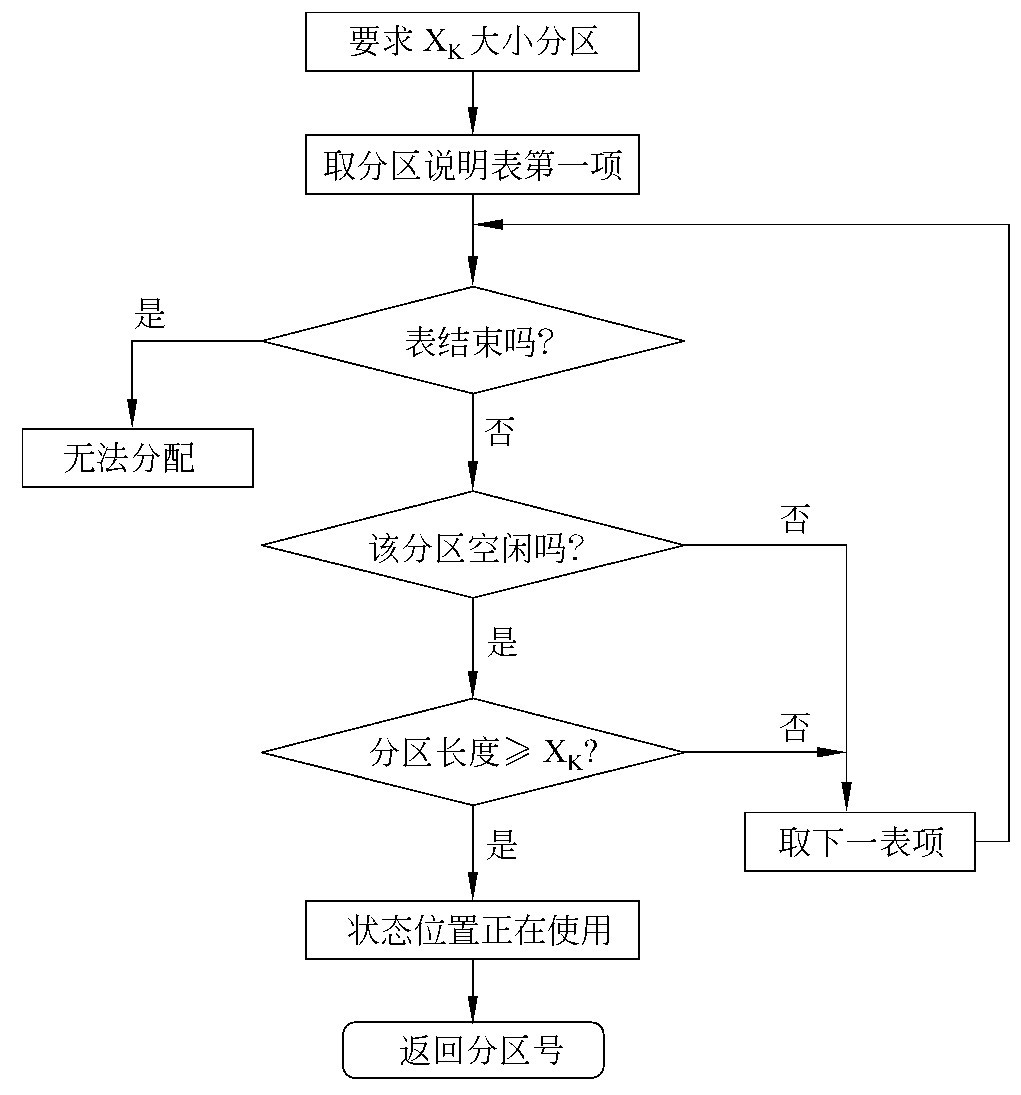 要求 XK 大小分区
取分区说明表第一项
是
表结束吗?
否
无法分配
否
该分区空闲吗?
是
否
分区长度≥ XK?
取下一表项
是
状态位置正在使用
返回分区号